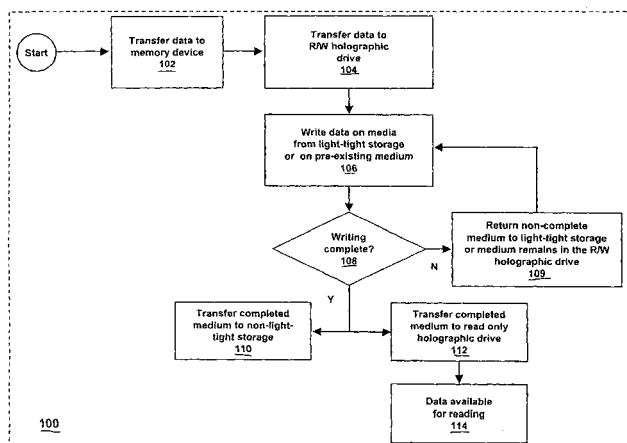 Start
Transfer data to
memory device
102
Transfer data to
R/W holographic
drive
104
Write data on media
from light-tight storage
or on pre-existing medium
106
Writing
complete?
108
N
Return non-complete
medium to light-tight storage
or medium remains in the R/W
holographic drive
109
Y
Transfer completed
medium to non-light-
tight storage
110
Transfer completed
medium to read only
holographic drive
112
Data available
for reading
114
100